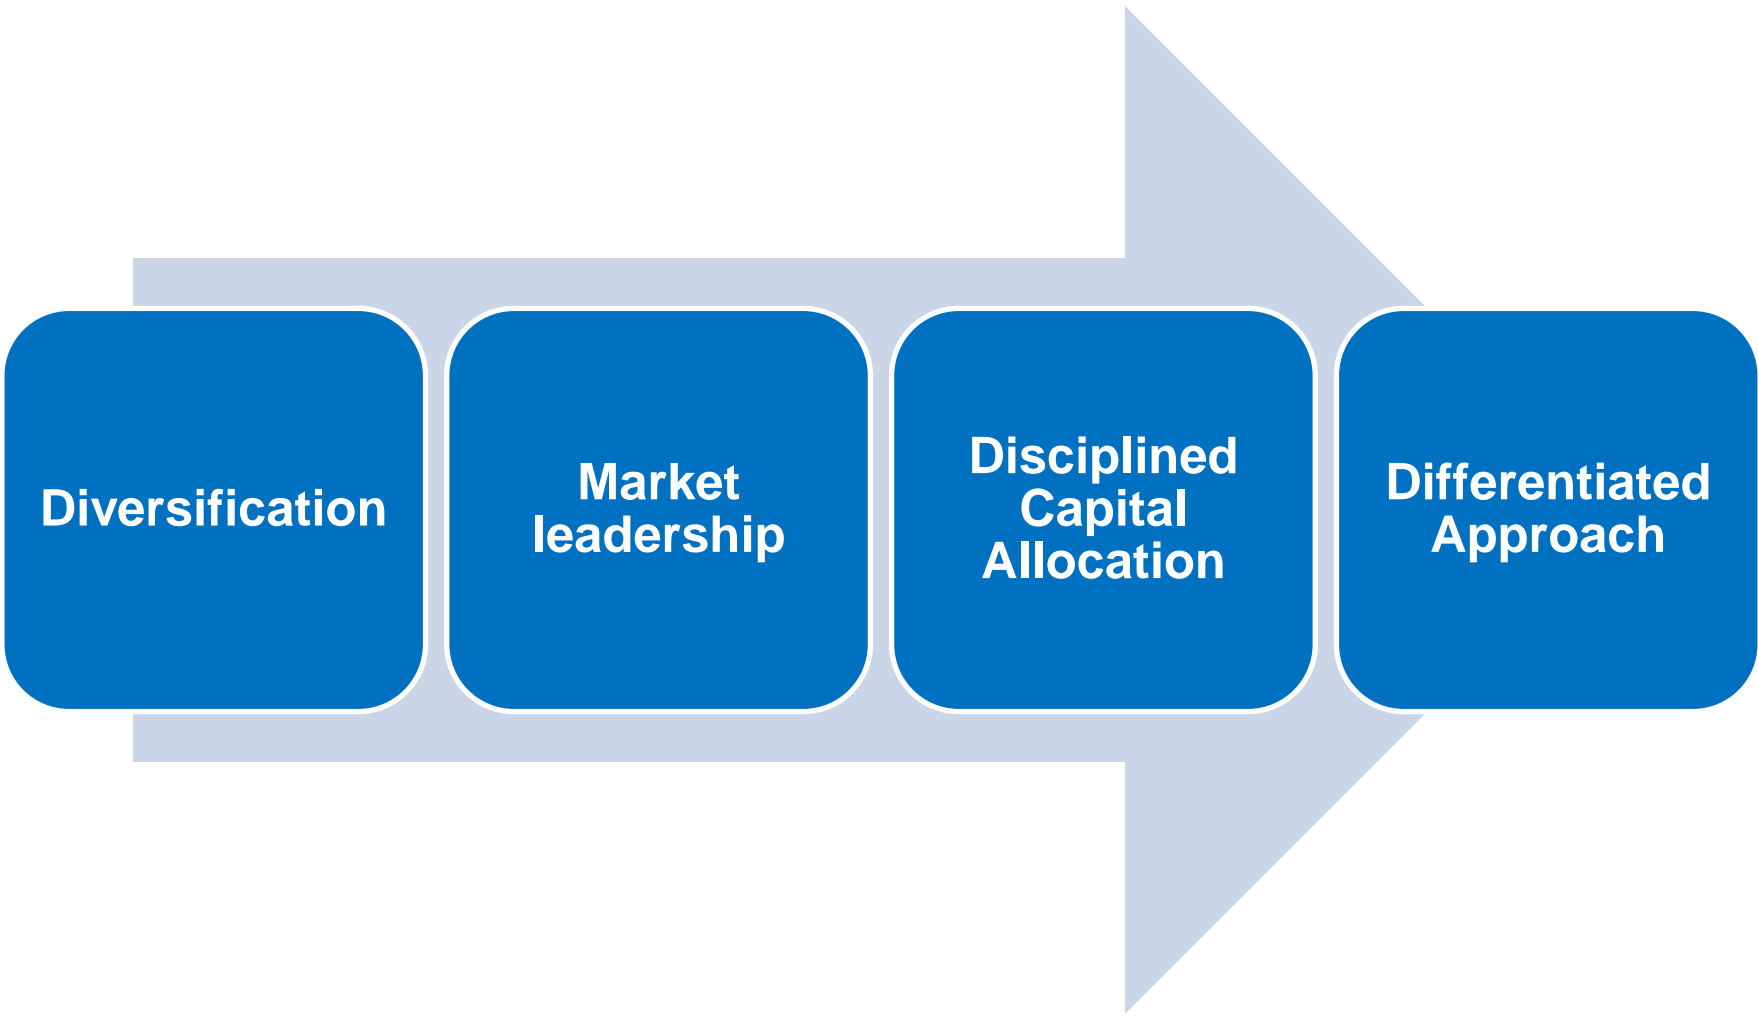 Diversification
Market
leadership
Disciplined
Capital
Allocation
Differentiated
Approach